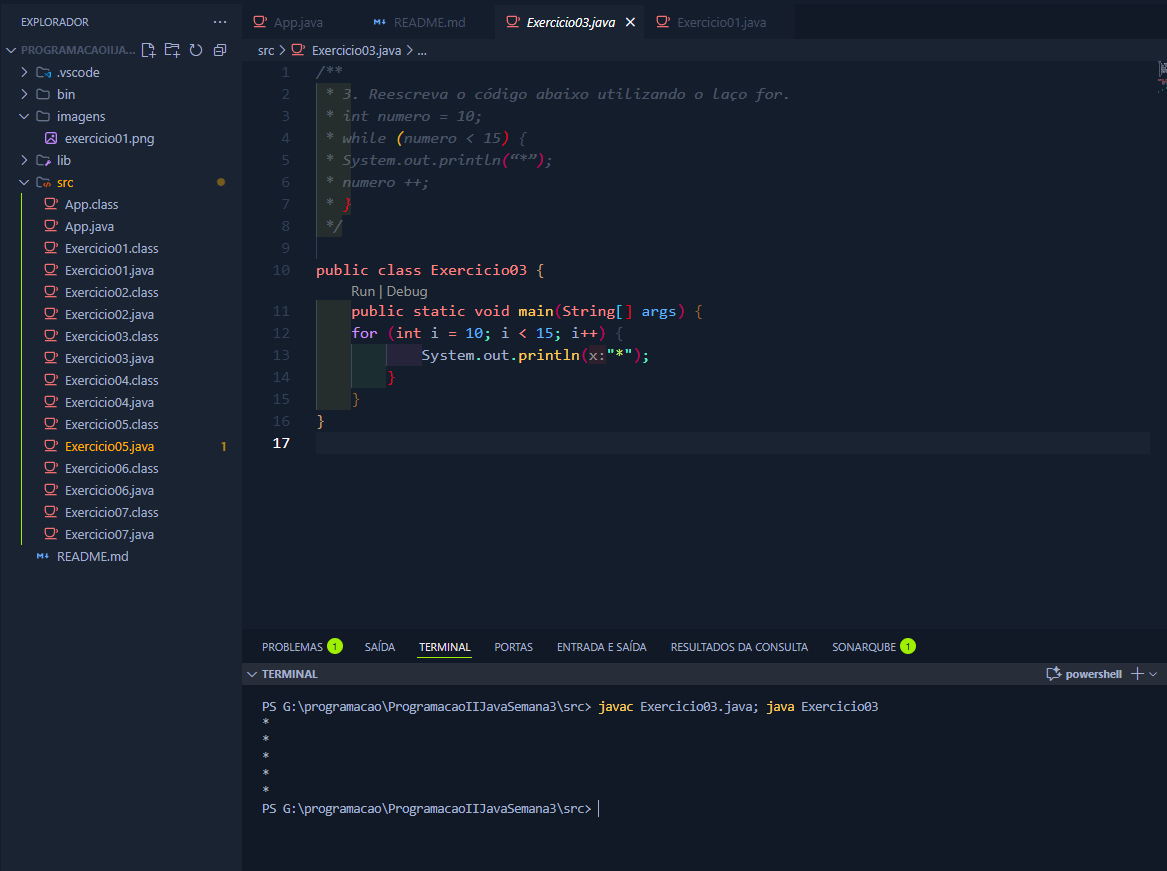 EXPLORADOR ...
PROGRAMACAOIIJA...
.vscode
bin
imagens
exercicio01.png
lib
src
App.class
App.java
Exercicio01.class
Exercicio01.java
Exercicio02.class
Exercicio02.java
Exercicio03.class
Exercicio03.java
Exercicio04.class
Exercicio04.java
Exercicio05.class
Exercicio05.java 1
Exercicio06.class
Exercicio06.java
Exercicio07.class
Exercicio07.java
README.md
App.java README.md Exercicio03.java Exercicio01.java
src > Exercicio03.java > ...
1 /**
2 * 3. Reescreva o código abaixo utilizando o laço for.
3 * int numero = 10;
4 * while (numero < 15) {
5 * System.out.println(“*”);
6 * numero ++;
7 * }
8 */
9
10 public class Exercicio03 {
Run | Debug
11 public static void main(String[] args) {
12 for (int i = 10; i < 15; i++) {
13 System.out.println(x:"*");
14 }
15 }
16 }
17
PROBLEMAS 1 SAÍDA TERMINAL PORTAS ENTRADA E SAÍDA RESULTADOS DA CONSULTA SONARQUBE 1
TERMINAL powershell
PS G:\programacao\ProgramacaoIIJavaSemana3\src> javac Exercicio03.java; java Exercicio03
*
*
*
*
*
PS G:\programacao\ProgramacaoIIJavaSemana3\src>